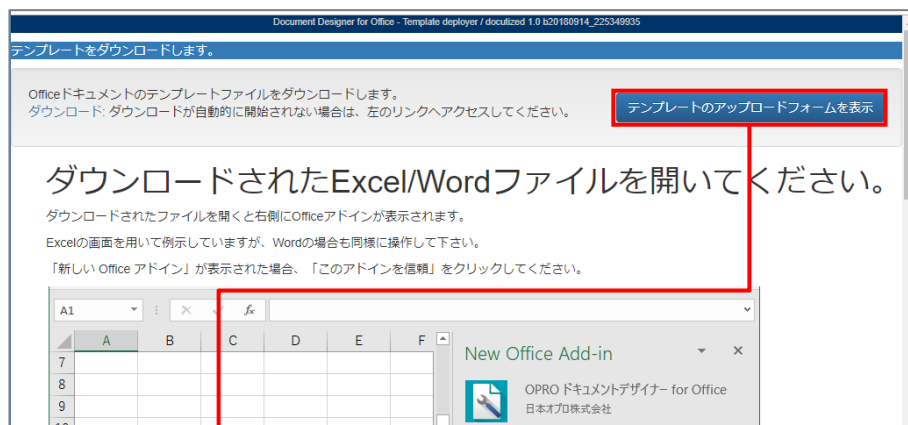 Document Designer for Office - Template deployer / docutized 1.0 b20180914_225349935
テンプレートをダウンロードします。
Officeドキュメントのテンプレートファイルをダウンロードします。
ダウンロード: ダウンロードが自動的に開始されない場合は、左のリンクへアクセスしてください。
テンプレートのアップロードフォームを表示
ダウンロードされたExcel/Wordファイルを開いてください。
ダウンロードされたファイルを開くと右側にOfficeアドインが表示されます。
Excelの画面を用いて例示していますが、Wordの場合も同様に操作して下さい。
「新しい Office アドイン」が表示された場合、「このアドインを信頼」をクリックしてください。
A1
fx
A B C D E F
New Office Add-in
7
8
OPRO ドキュメントデザイナー for Office
9
日本オプロ株式会社